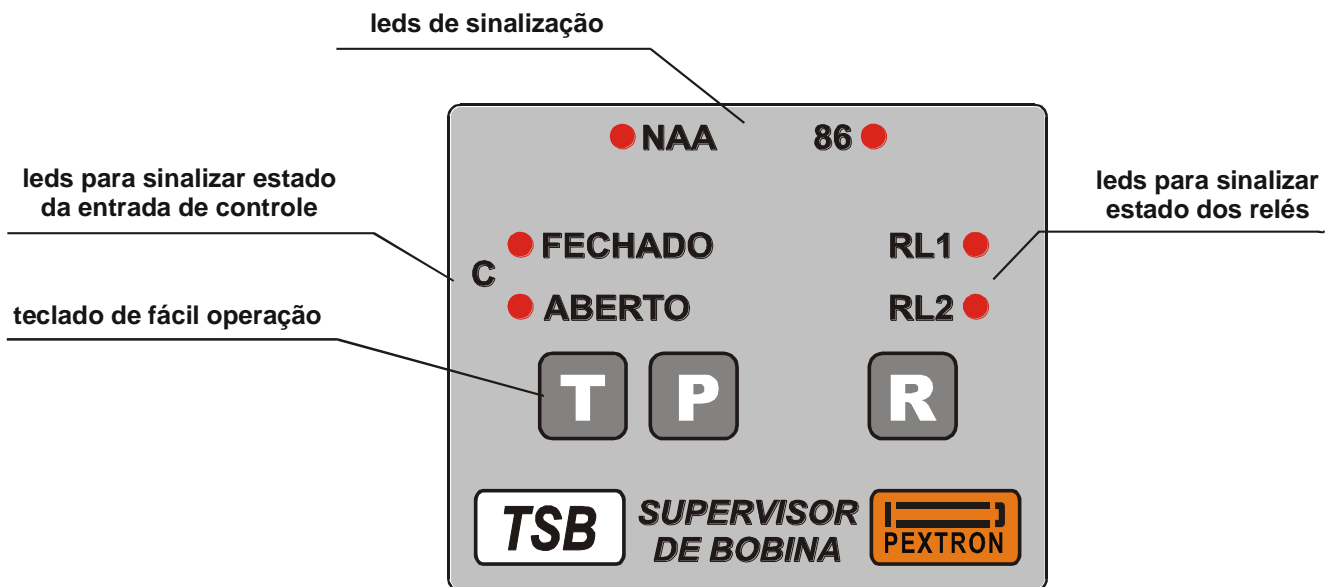 leds de sinalização
NAA
86
leds para sinalizar estado
da entrada de controle
leds para sinalizar
estado dos relés
FECHADO
RL1
C
ABERTO
RL2
teclado de fácil operação
T P R
TSB
SUPERVISOR
DE BOBINA
PEXTRON